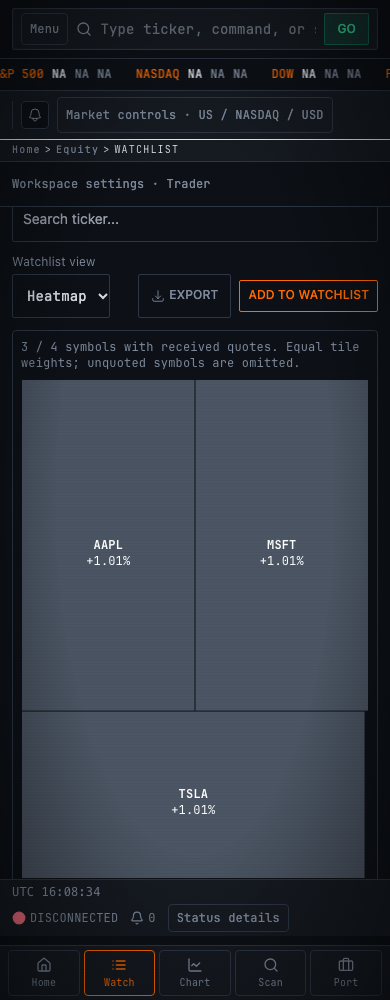 Menu
Type ticker, command, or
GO
&P 500 NA NA NA NASDAQ NA NA NA DOW NA NA NA
Market controls · US / NASDAQ / USD
Home > Equity > WATCHLIST
Workspace settings · Trader
Search ticker...
Watchlist view
Heatmap
EXPORT
ADD TO WATCHLIST
3 / 4 symbols with received quotes. Equal tile
weights; unquoted symbols are omitted.
AAPL
+1.01%
MSFT
+1.01%
TSLA
+1.01%
UTC 16:08:34
DISCONNECTED
0
Status details
Home
Watch
Chart
Scan
Port